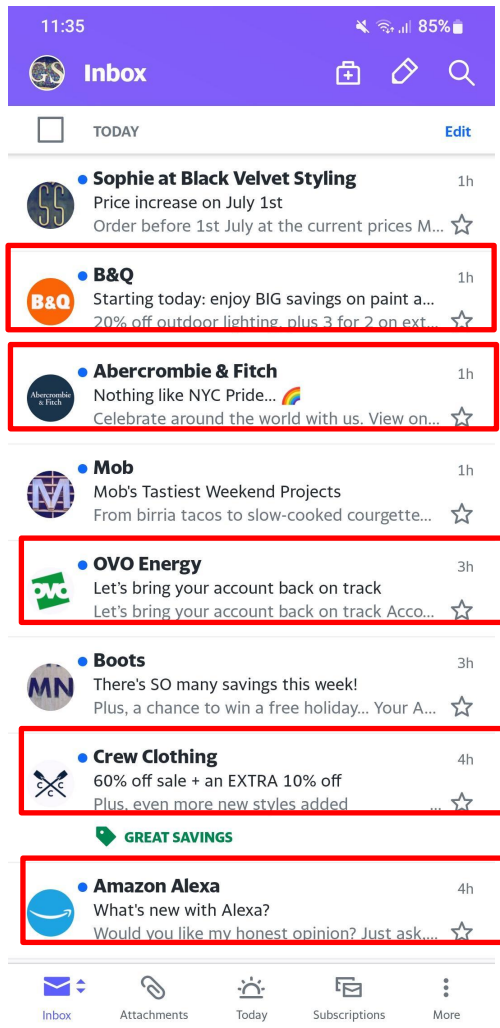 11:35 85%
GS Inbox
TODAY Edit
Sophie at Black Velvet Styling 1h
Price increase on July 1st
Order before 1st July at the current prices M...
SS
B&Q 1h
B&Q Starting today: enjoy BIG savings on paint a...
20% off outdoor lighting, plus 3 for 2 on ext...
Abercrombie & Fitch 1h
Abercrombie & Fitch Nothing like NYC Pride... 🌈
Celebrate around the world with us. View on...
Mob 1h
M Mob's Tastiest Weekend Projects
From birria tacos to slow-cooked courgette...
OVO Energy 3h
ovo Let's bring your account back on track
Let's bring your account back on track Acco...
Boots 3h
MN There's SO many savings this week!
Plus, a chance to win a free holiday... Your A...
Crew Clothing 4h
C C C 60% off sale + an EXTRA 10% off
Plus, even more new styles added ...
GREAT SAVINGS
Amazon Alexa 4h
What's new with Alexa?
Would you like my honest opinion? Just ask,...
Inbox Attachments Today Subscriptions More